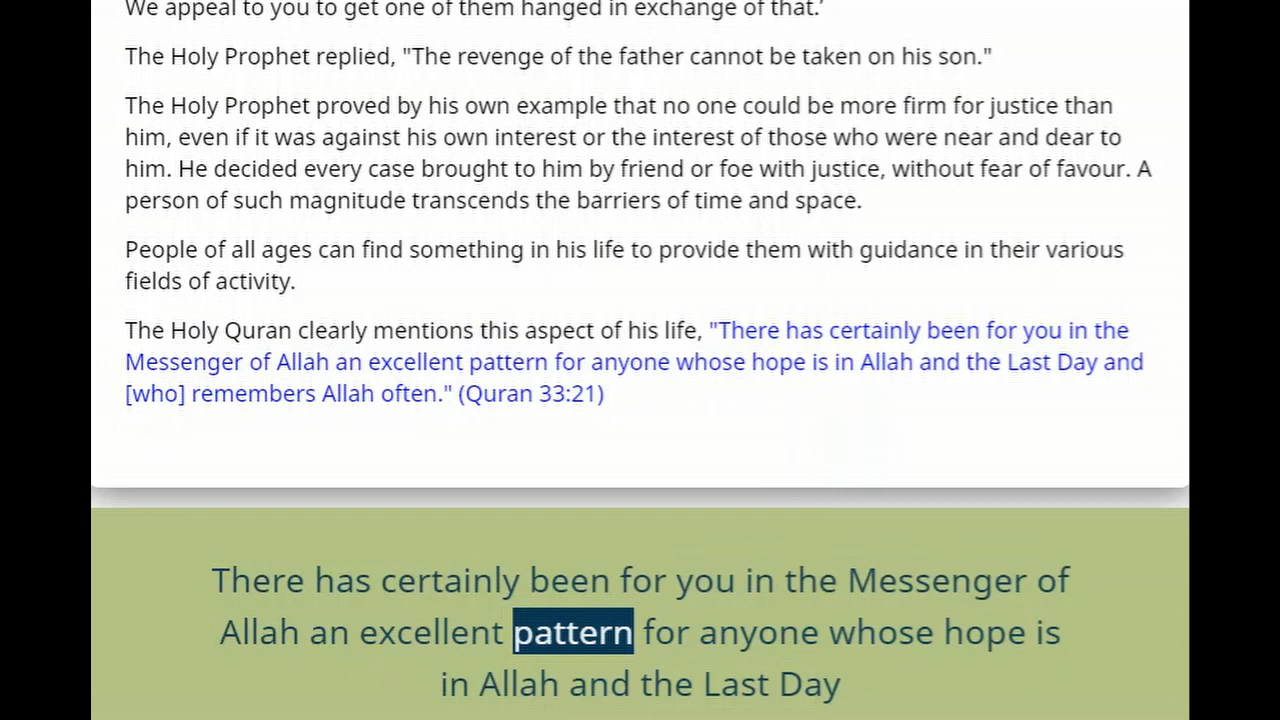 We appeal to you to get one of them hanged in exchange of that.’
The Holy Prophet replied, "The revenge of the father cannot be taken on his son."
The Holy Prophet proved by his own example that no one could be more firm for justice than
him, even if it was against his own interest or the interest of those who were near and dear to
him. He decided every case brought to him by friend or foe with justice, without fear of favour. A
person of such magnitude transcends the barriers of time and space.
People of all ages can find something in his life to provide them with guidance in their various
fields of activity.
The Holy Quran clearly mentions this aspect of his life, "There has certainly been for you in the
Messenger of Allah an excellent pattern for anyone whose hope is in Allah and the Last Day and
[who] remembers Allah often." (Quran 33:21)
There has certainly been for you in the Messenger of
Allah an excellent pattern for anyone whose hope is
in Allah and the Last Day